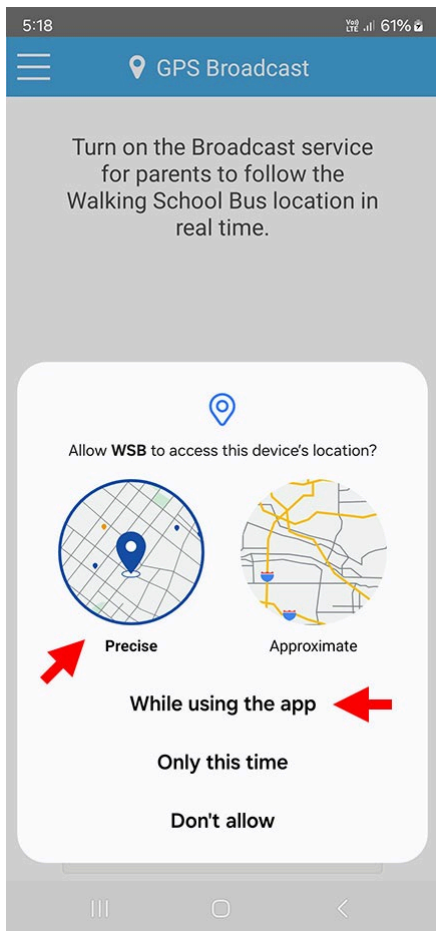 5:18 Vo) LTE 61%
GPS Broadcast
Turn on the Broadcast service
for parents to follow the
Walking School Bus location in
real time.
Allow WSB to access this device's location?
Precise Approximate
While using the app
Only this time
Don't allow